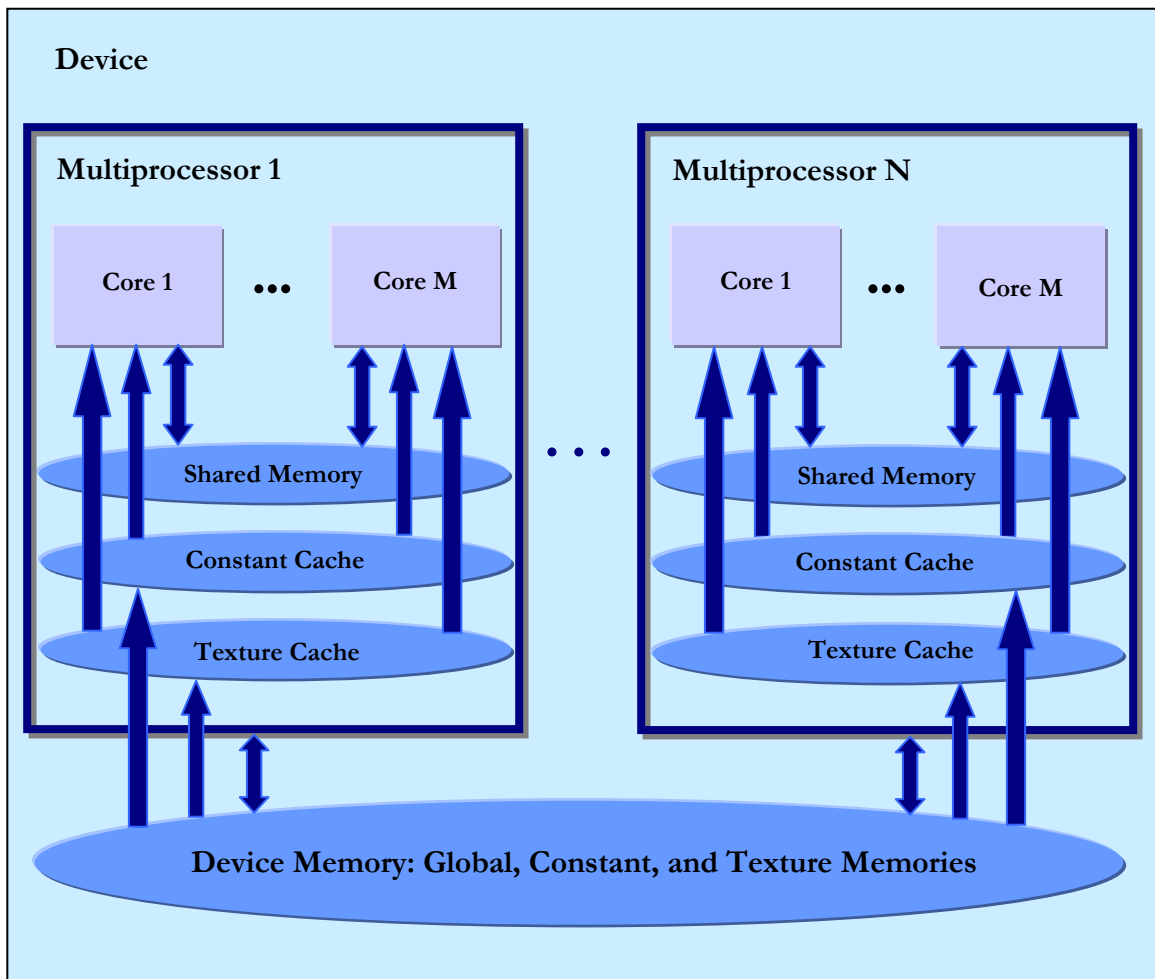 Device
Multiprocessor 1
Core 1
...
Core M
Shared Memory
Constant Cache
Texture Cache
. . .
Multiprocessor N
Core 1
...
Core M
Shared Memory
Constant Cache
Texture Cache
Device Memory: Global, Constant, and Texture Memories